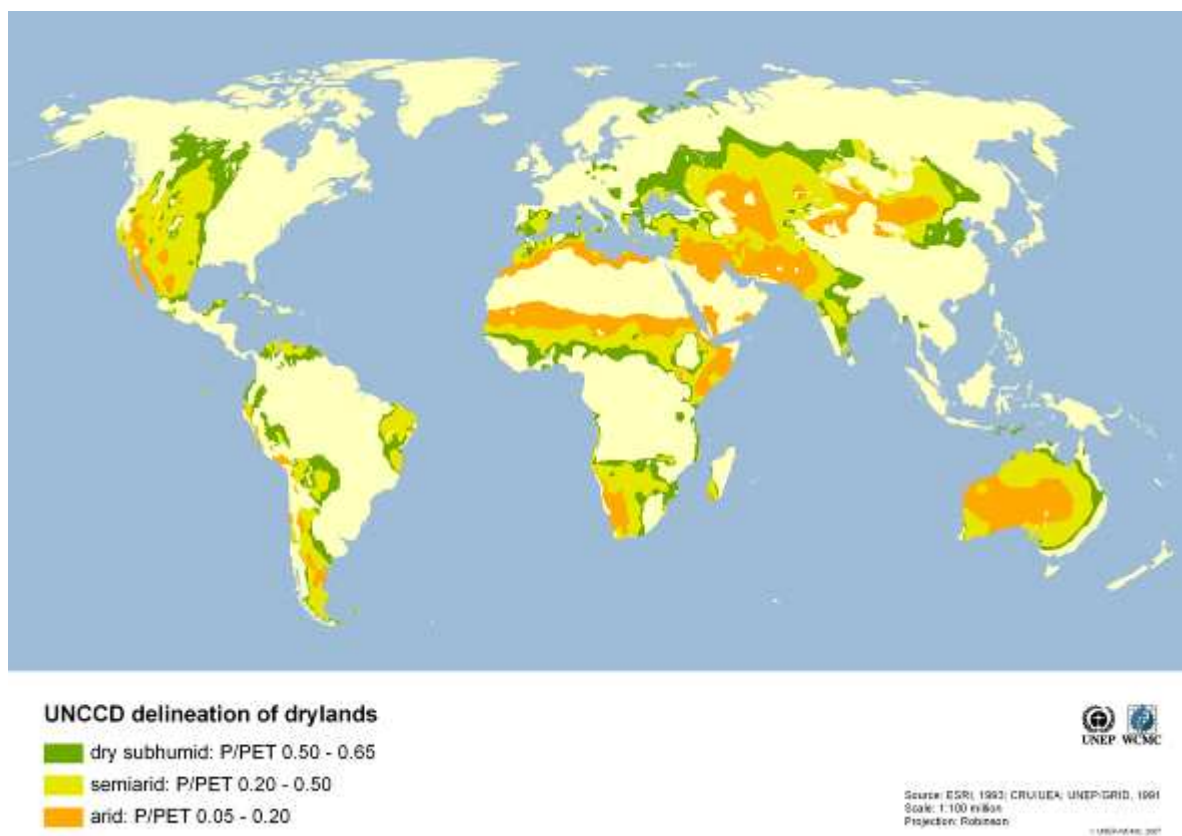 UNCCD delineation of drylands
dry subhumid: P/PET 0.50 - 0.65
semiarid: P/PET 0.20 - 0.50
arid: P/PET 0.05 - 0.20
UNEP WCMC
Source: ESRI, 1993; CRU/UEA; UNEP/GRID, 1991
Scale: 1:100 million
Projection: Robinson